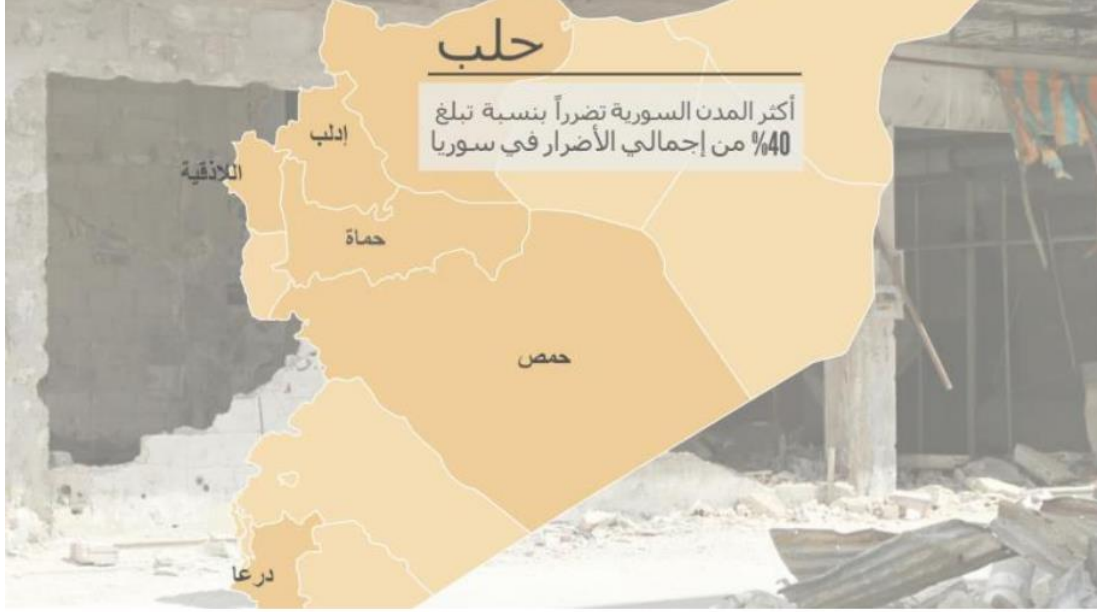 حلب
أكثر المدن السورية تضرراً بنسبة تبلغ
40% من إجمالي الأضرار في سوريا
إدلب
اللاذقية
حماة
حمص
درعا